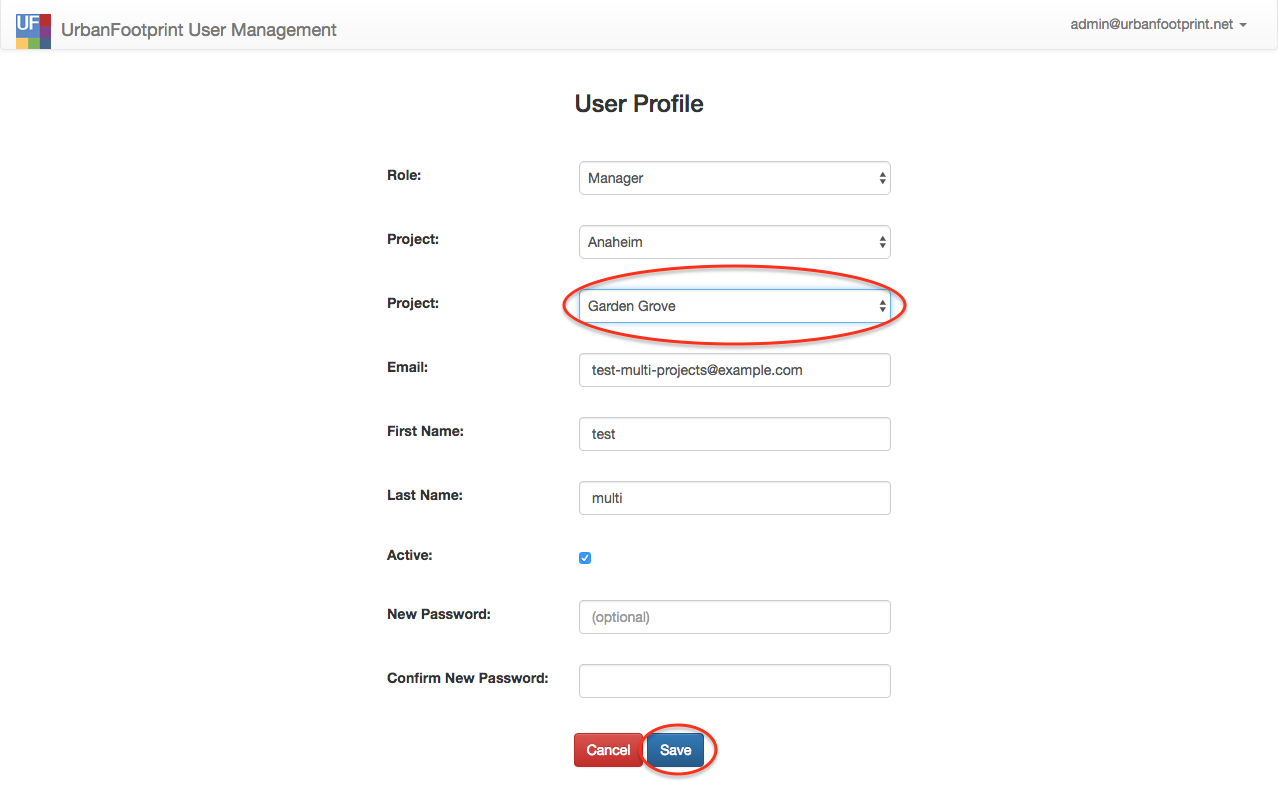 UF UrbanFootprint User Management admin@urbanfootprint.net
User Profile
Role: Manager
Project: Anaheim
Project: Garden Grove
Email: test-multi-projects@example.com
First Name: test
Last Name: multi
Active:
New Password: (optional)
Confirm New Password:
Cancel Save